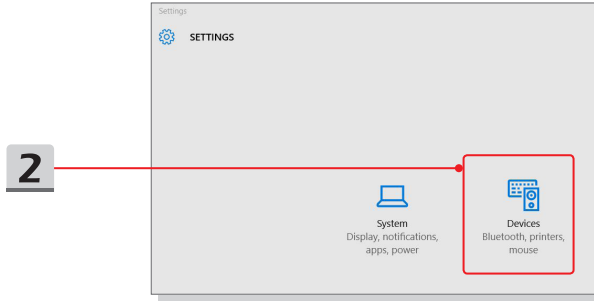 Settings
SETTINGS
2
System
Display, notifications,
apps, power
Devices
Bluetooth, printers,
mouse